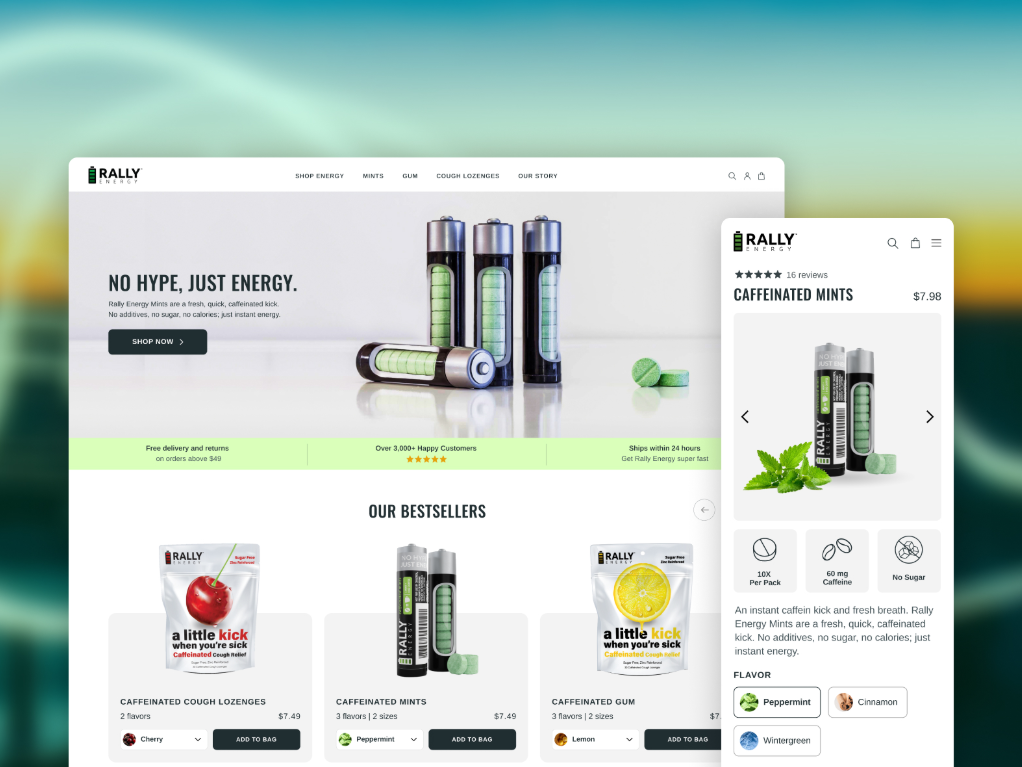 RALLY
ENERGY
SHOP ENERGY
MINTS
GUM
COUGH LOZENGES
OUR STORY
NO HYPE, JUST ENERGY.
Rally Energy Mints are a fresh, quick, caffeinated kick.
No additives, no sugar, no calories; just instant energy.
SHOP NOW
Free delivery and returns
on orders above $49
Over 3,000+ Happy Customers
Ships within 24 hours
Get Rally Energy super fast
OUR BESTSELLERS
RALLY
ENERGY
Sugar Free
Zinc Reinforced
a little kick
when you're sick
Caffeinated Cough Relief
Sugar Free Zinc Reinforced
CAFFEINATED COUGH LOZENGES
2 flavors
$7.49
Cherry
ADD TO BAG
RALLY
CAFFEINATED MINTS
3 flavors | 2 sizes
$7.49
Peppermint
ADD TO BAG
RALLY
ENERGY
Sugar Free
Zinc Reinforced
a little kick
when you're sick
Caffeinated Cough Relief
Sugar Free Zinc Reinforced
CAFFEINATED GUM
3 flavors | 2 sizes
$7.
Lemon
ADD TO BAG
RALLY
ENERGY
16 reviews
CAFFEINATED MINTS
$7.98
RALLY
10X
Per Pack
60 mg
Caffeine
No Sugar
An instant caffein kick and fresh breath. Rally
Energy Mints are a fresh, quick, caffeinated
kick. No additives, no sugar, no calories; just
instant energy.
FLAVOR
Peppermint
Cinnamon
Wintergreen